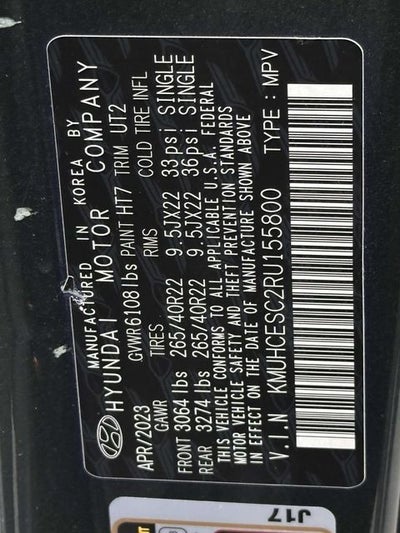 MANUFACTURED IN KOREA BY
HYUNDAI MOTOR COMPANY
APR/2023 GVWR6108lbs PAINT HT7 TRIM UT2
GAWR TIRES RIMS COLD TIRE INFL
FRONT 3064 lbs 265/40R22 9.5JX22 33psi SINGLE
REAR 3274 lbs 265/40R22 9.5JX22 36psi SINGLE
THIS VEHICLE CONFORMS TO ALL APPLICABLE U.S.A. FEDERAL
MOTOR VEHICLE SAFETY AND THEFT PREVENTION STANDARDS
IN EFFECT ON THE DATE OF MANUFACTURE SHOWN ABOVE
V.I.N KMUHCESC2RU155800 TYPE: MPV
J17